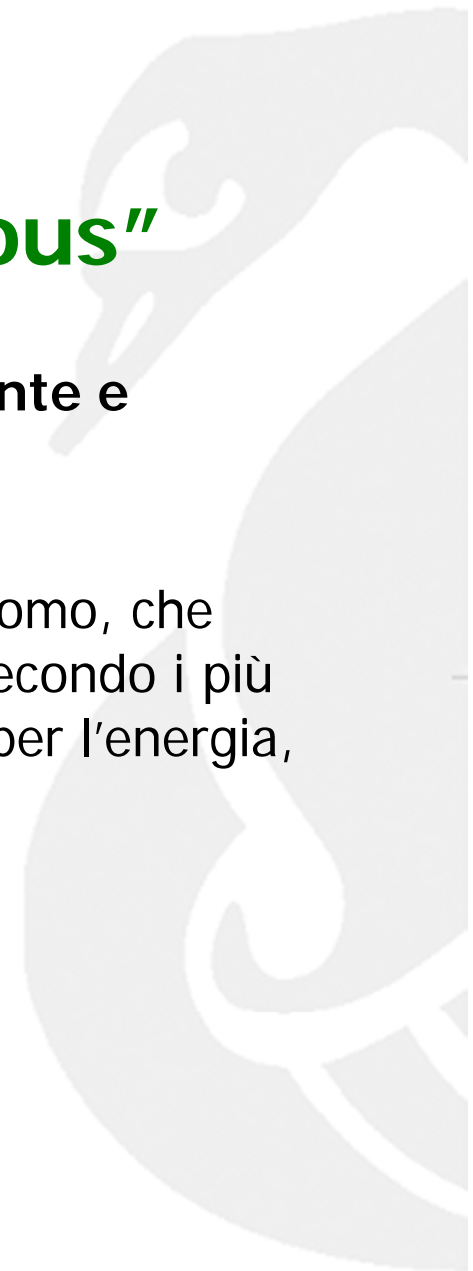 ous”
nte e
omo, che
econdo i più
per l’energia,